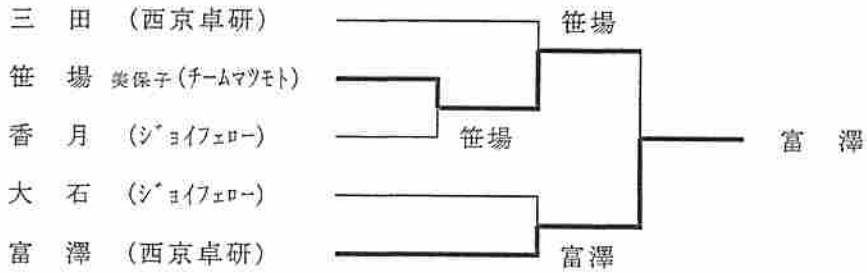 三田 (西京卓研)
笹場
笹場 美保子(チームマツモト)
香月 (ジョイフェロー)
笹場
富澤
大石 (ジョイフェロー)
富澤 (西京卓研)
富澤